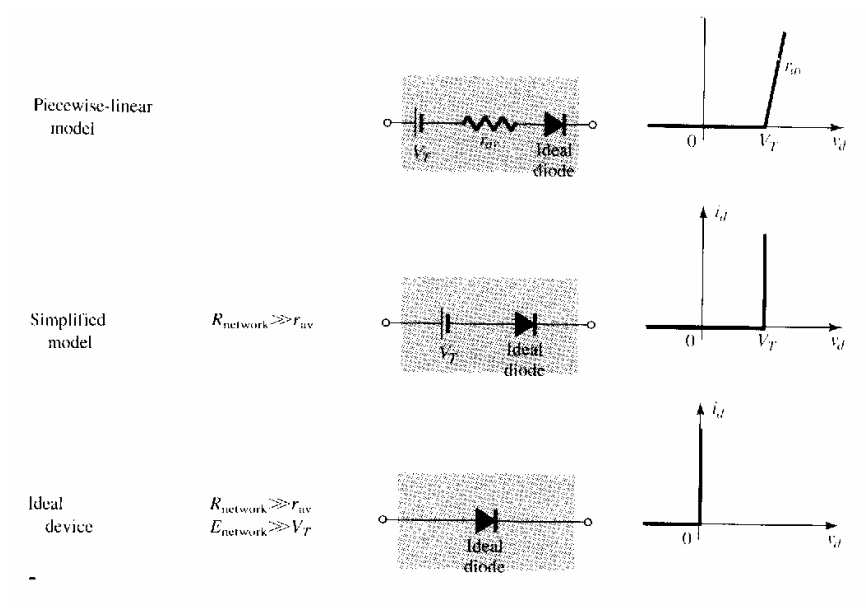 Piecewise-linear
model
V_T
r_av
Ideal
diode
r_av
0
V_T
v_d
Simplified
model
R_network≫r_av
V_T
Ideal
diode
i_d
0
V_T
v_d
Ideal
device
R_network≫r_av
E_network≫V_T
Ideal
diode
i_d
0
v_d